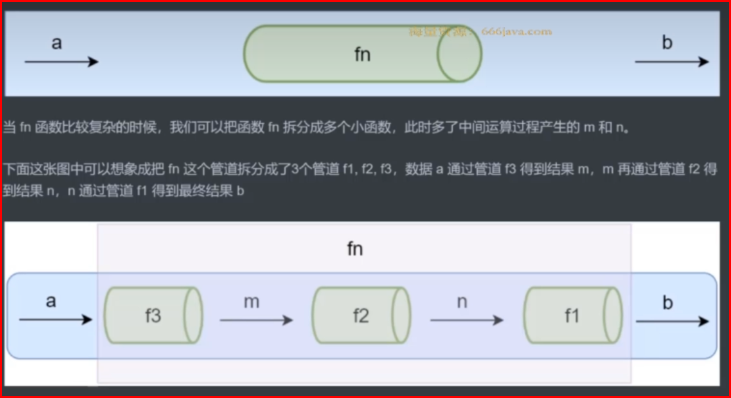 a
fn
b
当 fn 函数比较复杂的时候，我们可以把函数 fn 拆分成多个小函数，此时多了中间运算过程产生的 m 和 n。
下面这张图中可以想象成把 fn 这个管道拆分成了3个管道 f1, f2, f3，数据 a 通过管道 f3 得到结果 m，m 再通过管道 f2 得
到结果 n，n 通过管道 f1 得到最终结果 b
fn
a
f3
m
f2
n
f1
b
666java.com